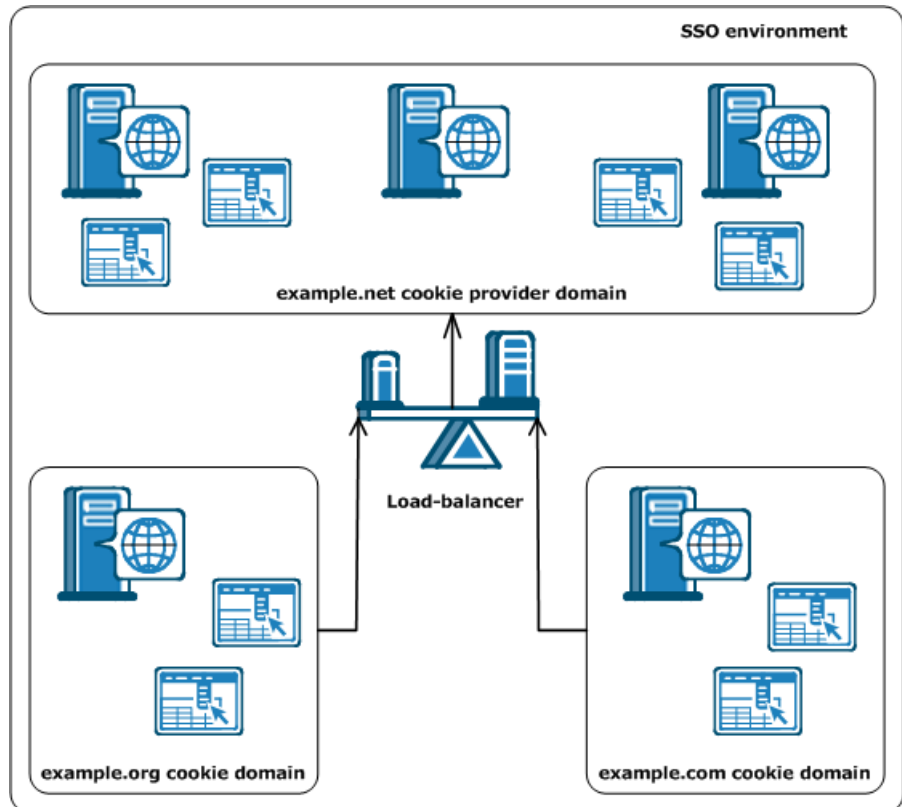 SSO environment
example.net cookie provider domain
Load-balancer
example.org cookie domain
example.com cookie domain